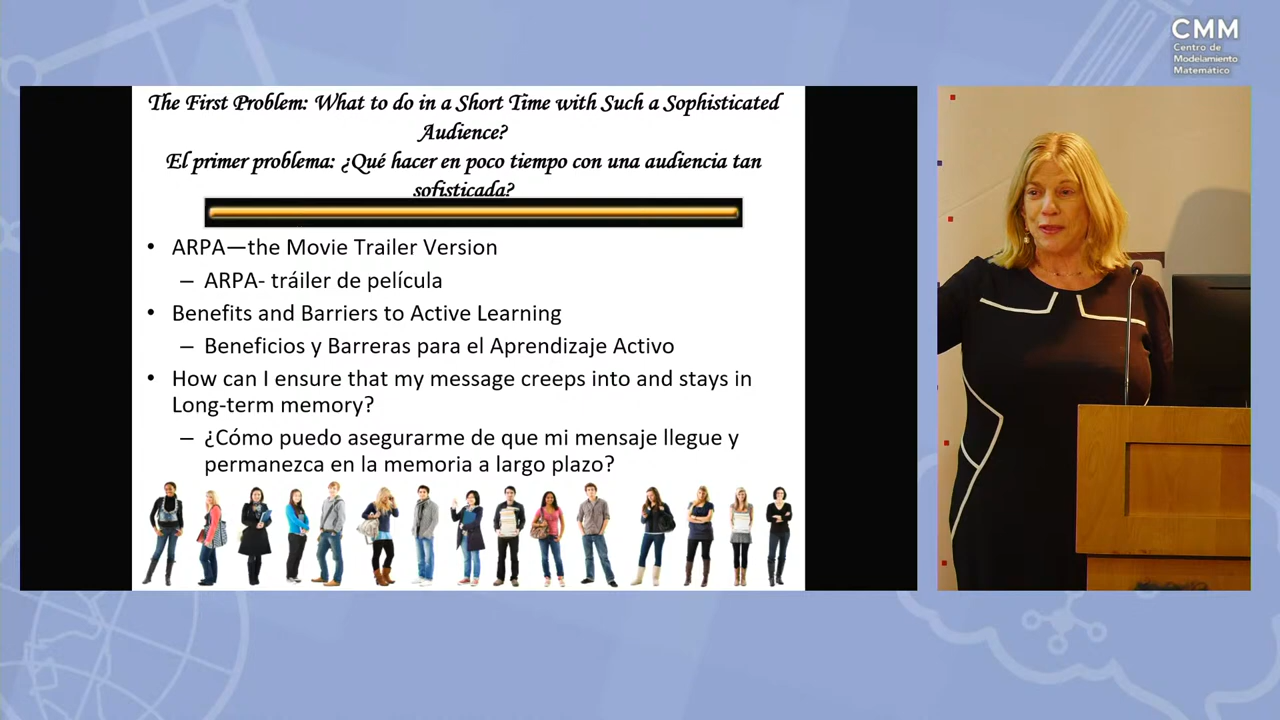 CMM
Centro de
Modelamiento
Matematico
The First Problem: What to do in a Short Time with Such a Sophisticated
Audience?
El primer problema: ¿Qué hacer en poco tiempo con una audiencia tan
sofisticada?
• ARPA—the Movie Trailer Version
– ARPA- tráiler de película
• Benefits and Barriers to Active Learning
– Beneficios y Barreras para el Aprendizaje Activo
• How can I ensure that my message creeps into and stays in
Long-term memory?
– ¿Cómo puedo asegurarme de que mi mensaje llegue y
permanezca en la memoria a largo plazo?